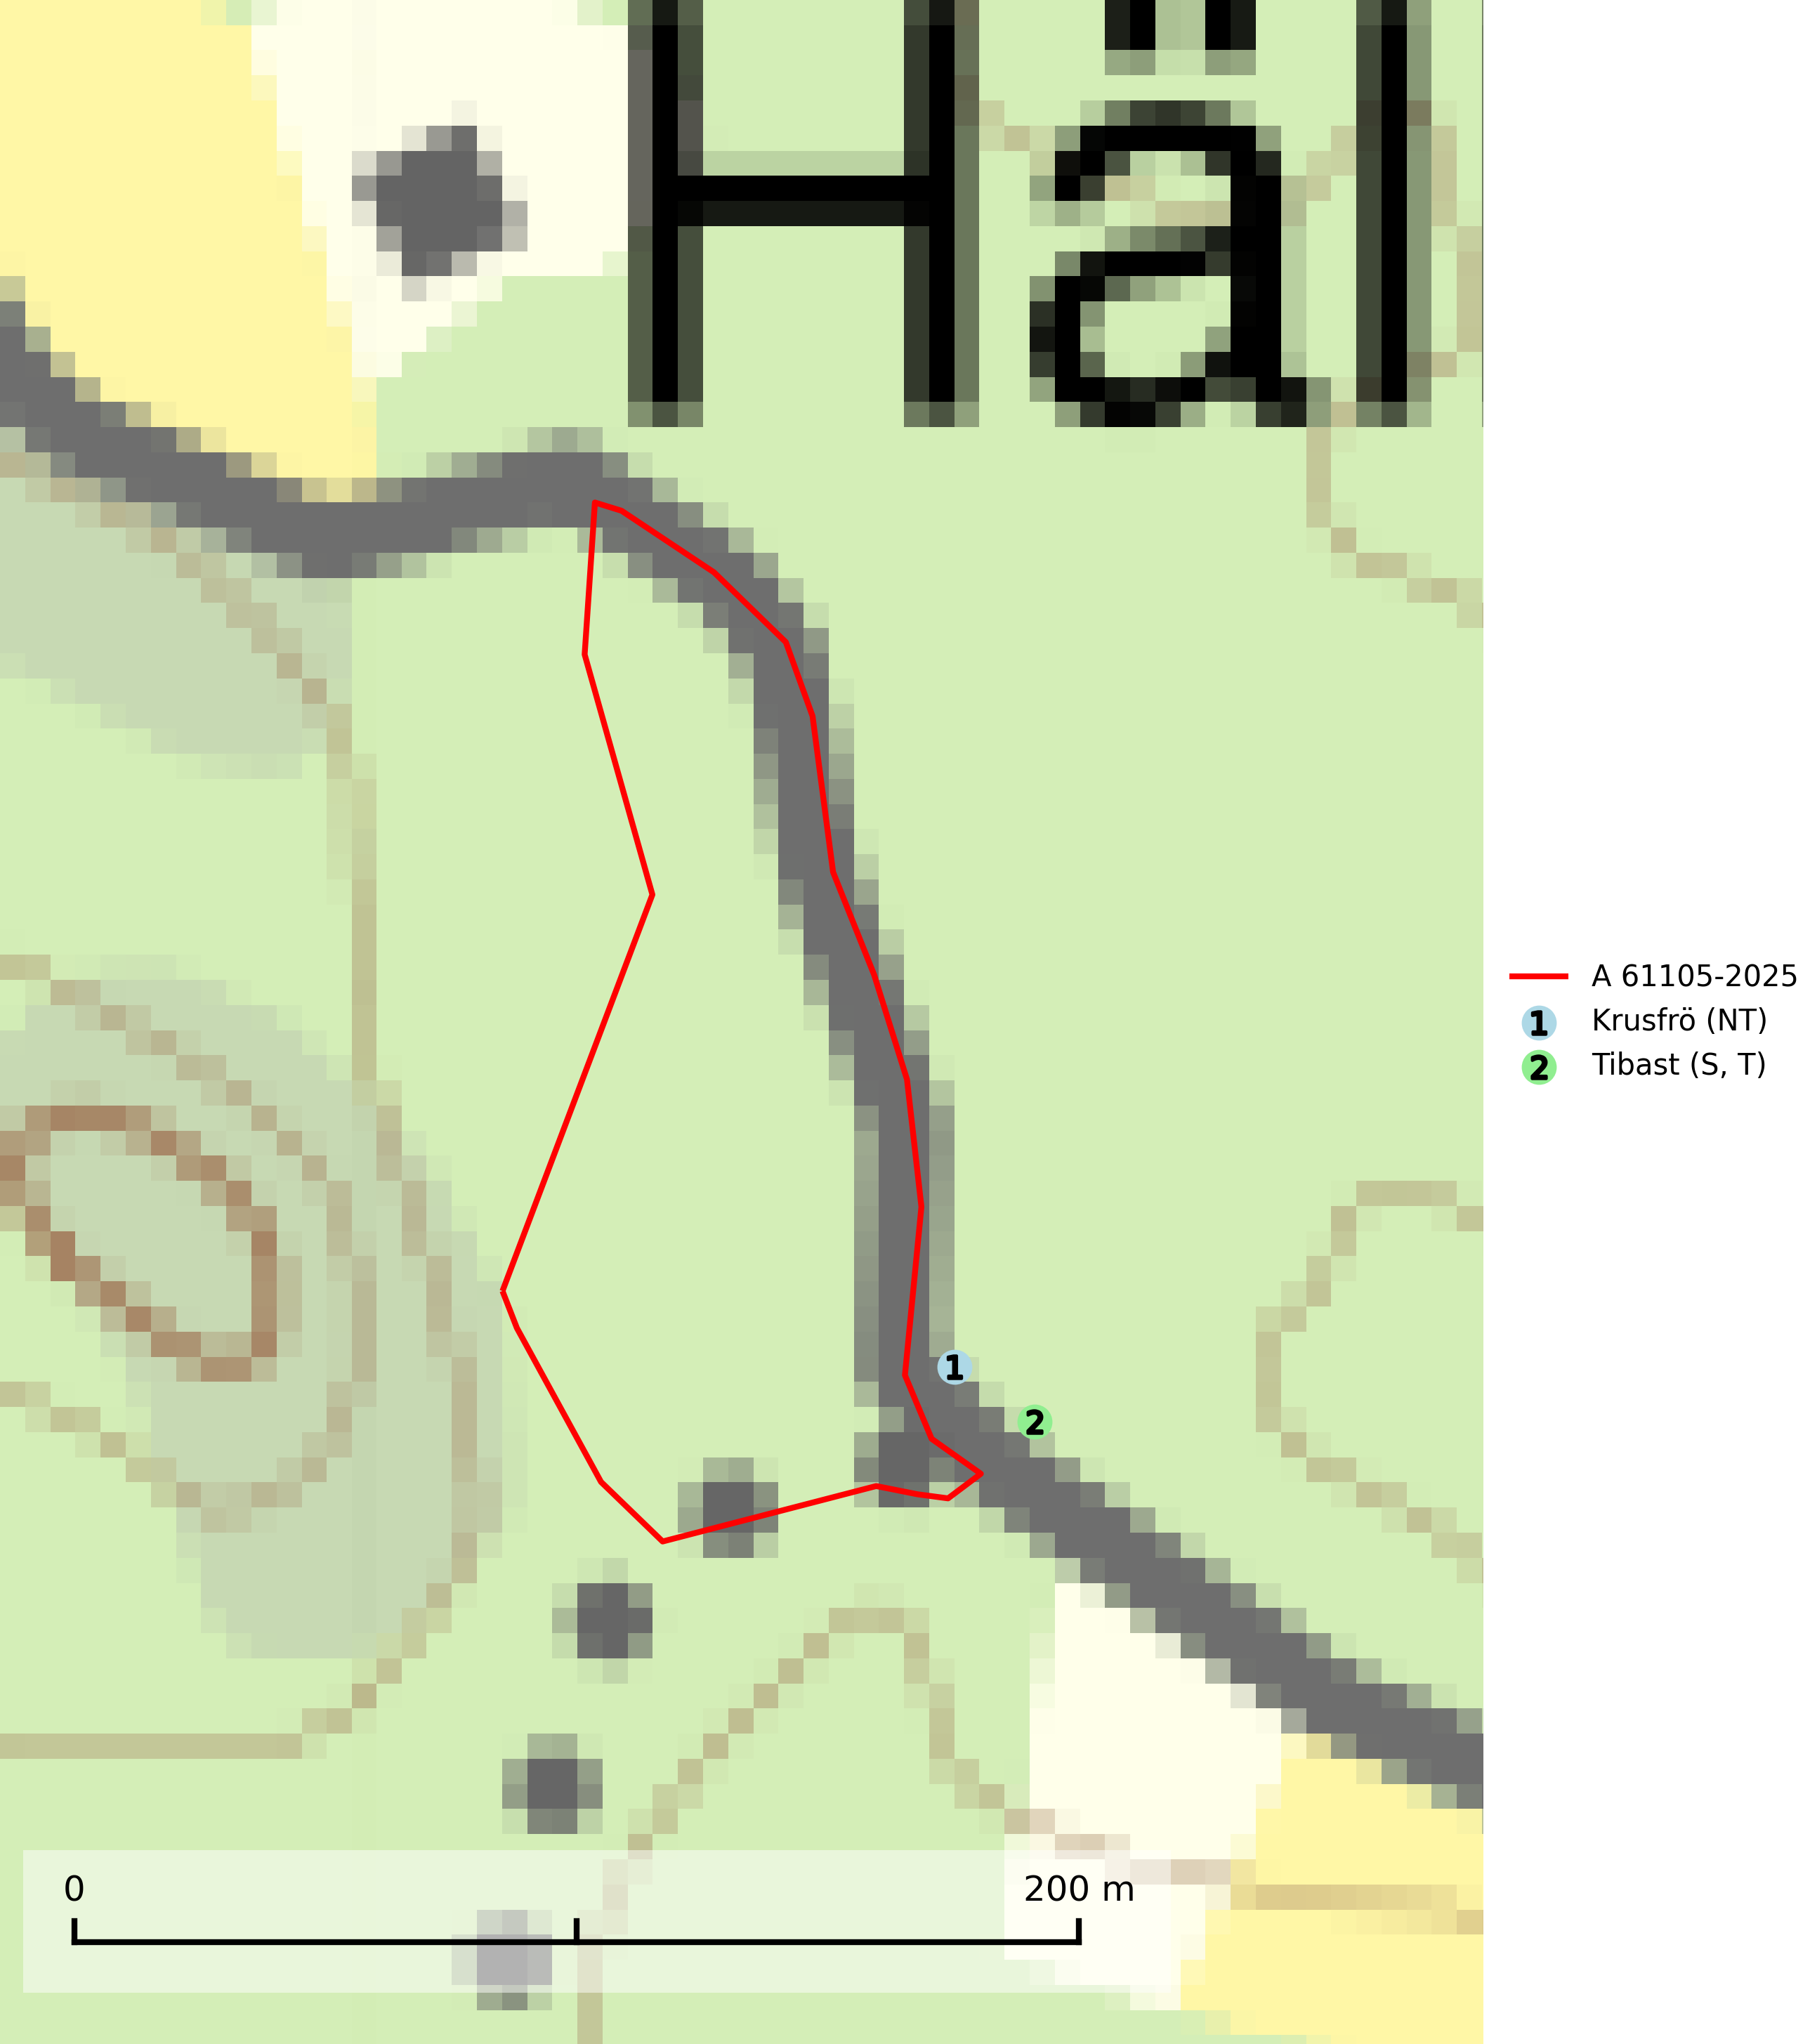 Häl
A 61105-2025
1 Krusfrö (NT)
2 Tibast (S, T)
1
2
0 200 m